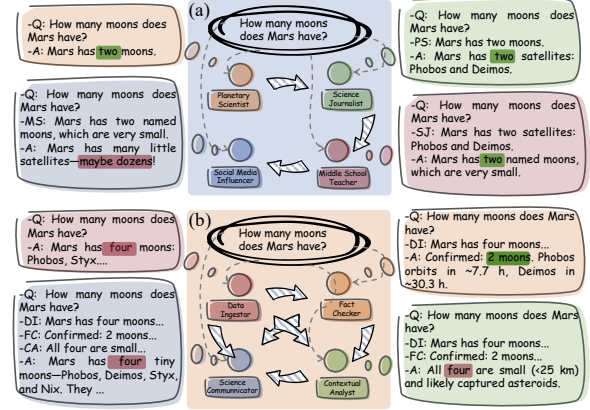 -Q: How many moons does
Mars have?
-A: Mars has two moons.
-Q: How many moons does
Mars have?
-MS: Mars has two named
moons, which are very small.
-A: Mars has many little
satellites—maybe dozens!
(a)
How many moons
does Mars have?
Planetary
Scientist
Science
Journalist
Social Media
Influencer
Middle School
Teacher
-Q: How many moons does
Mars have?
-PS: Mars has two moons.
-A: Mars has two satellites:
Phobos and Deimos.
-Q: How many moons does
Mars have?
-SJ: Mars has two satellites:
Phobos and Deimos.
-A: Mars has two named moons,
which are very small.
-Q: How many moons does
Mars have?
-A: Mars has four moons:
Phobos, Styx....
-Q: How many moons does
Mars have?
-DI: Mars has four moons...
-FC: Confirmed: 2 moons...
-CA: All four are small...
-A: Mars has four tiny
moons—Phobos, Deimos, Styx,
and Nix. They ...
(b)
How many moons
does Mars have?
Data
Ingestor
Fact
Checker
Science
Communicator
Contextual
Analyst
-Q: How many moons does Mars
have?
-DI: Mars has four moons...
-A: Confirmed: 2 moons. Phobos
orbits in ~7.7 h, Deimos in
~30.3 h.
-Q: How many moons does Mars
have?
-DI: Mars has four moons...
-FC: Confirmed: 2 moons...
-A: All four are small (<25 km)
and likely captured asteroids.